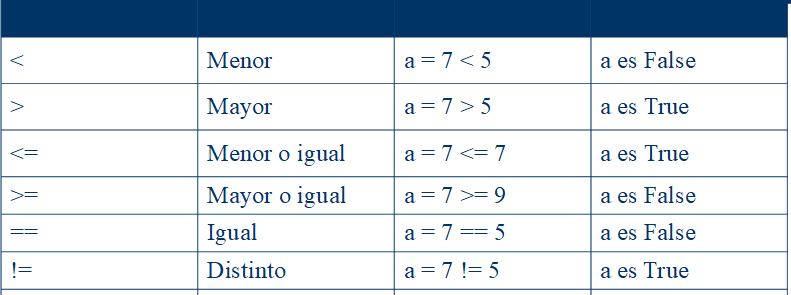 < Menor a = 7 < 5 a es False
> Mayor a = 7 > 5 a es True
<= Menor o igual a = 7 <= 7 a es True
>= Mayor o igual a = 7 >= 9 a es False
== Igual a = 7 == 5 a es False
!= Distinto a = 7 != 5 a es True